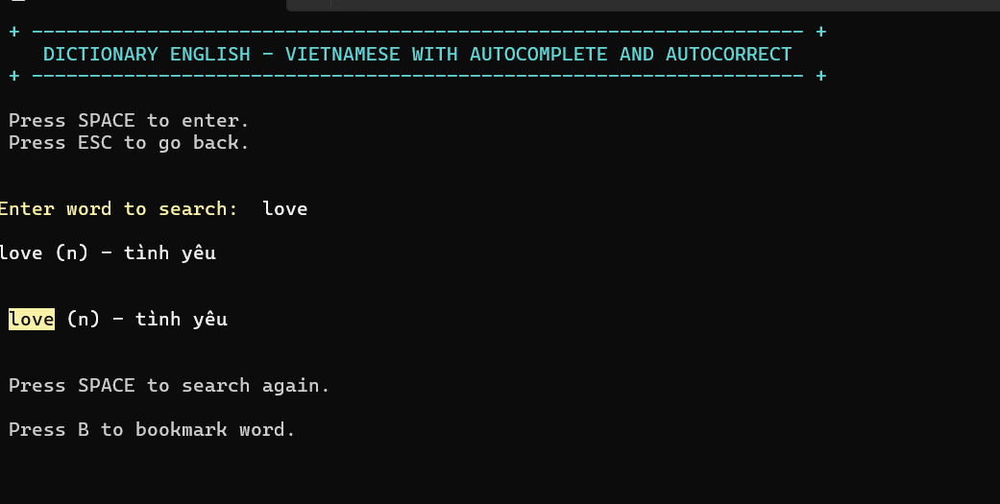 + ------------------------------------------------------------------- +
DICTIONARY ENGLISH - VIETNAMESE WITH AUTOCOMPLETE AND AUTOCORRECT
+ ------------------------------------------------------------------- +
Press SPACE to enter.
Press ESC to go back.
Enter word to search:  love
love (n) - tình yêu
love (n) - tình yêu
Press SPACE to search again.
Press B to bookmark word.